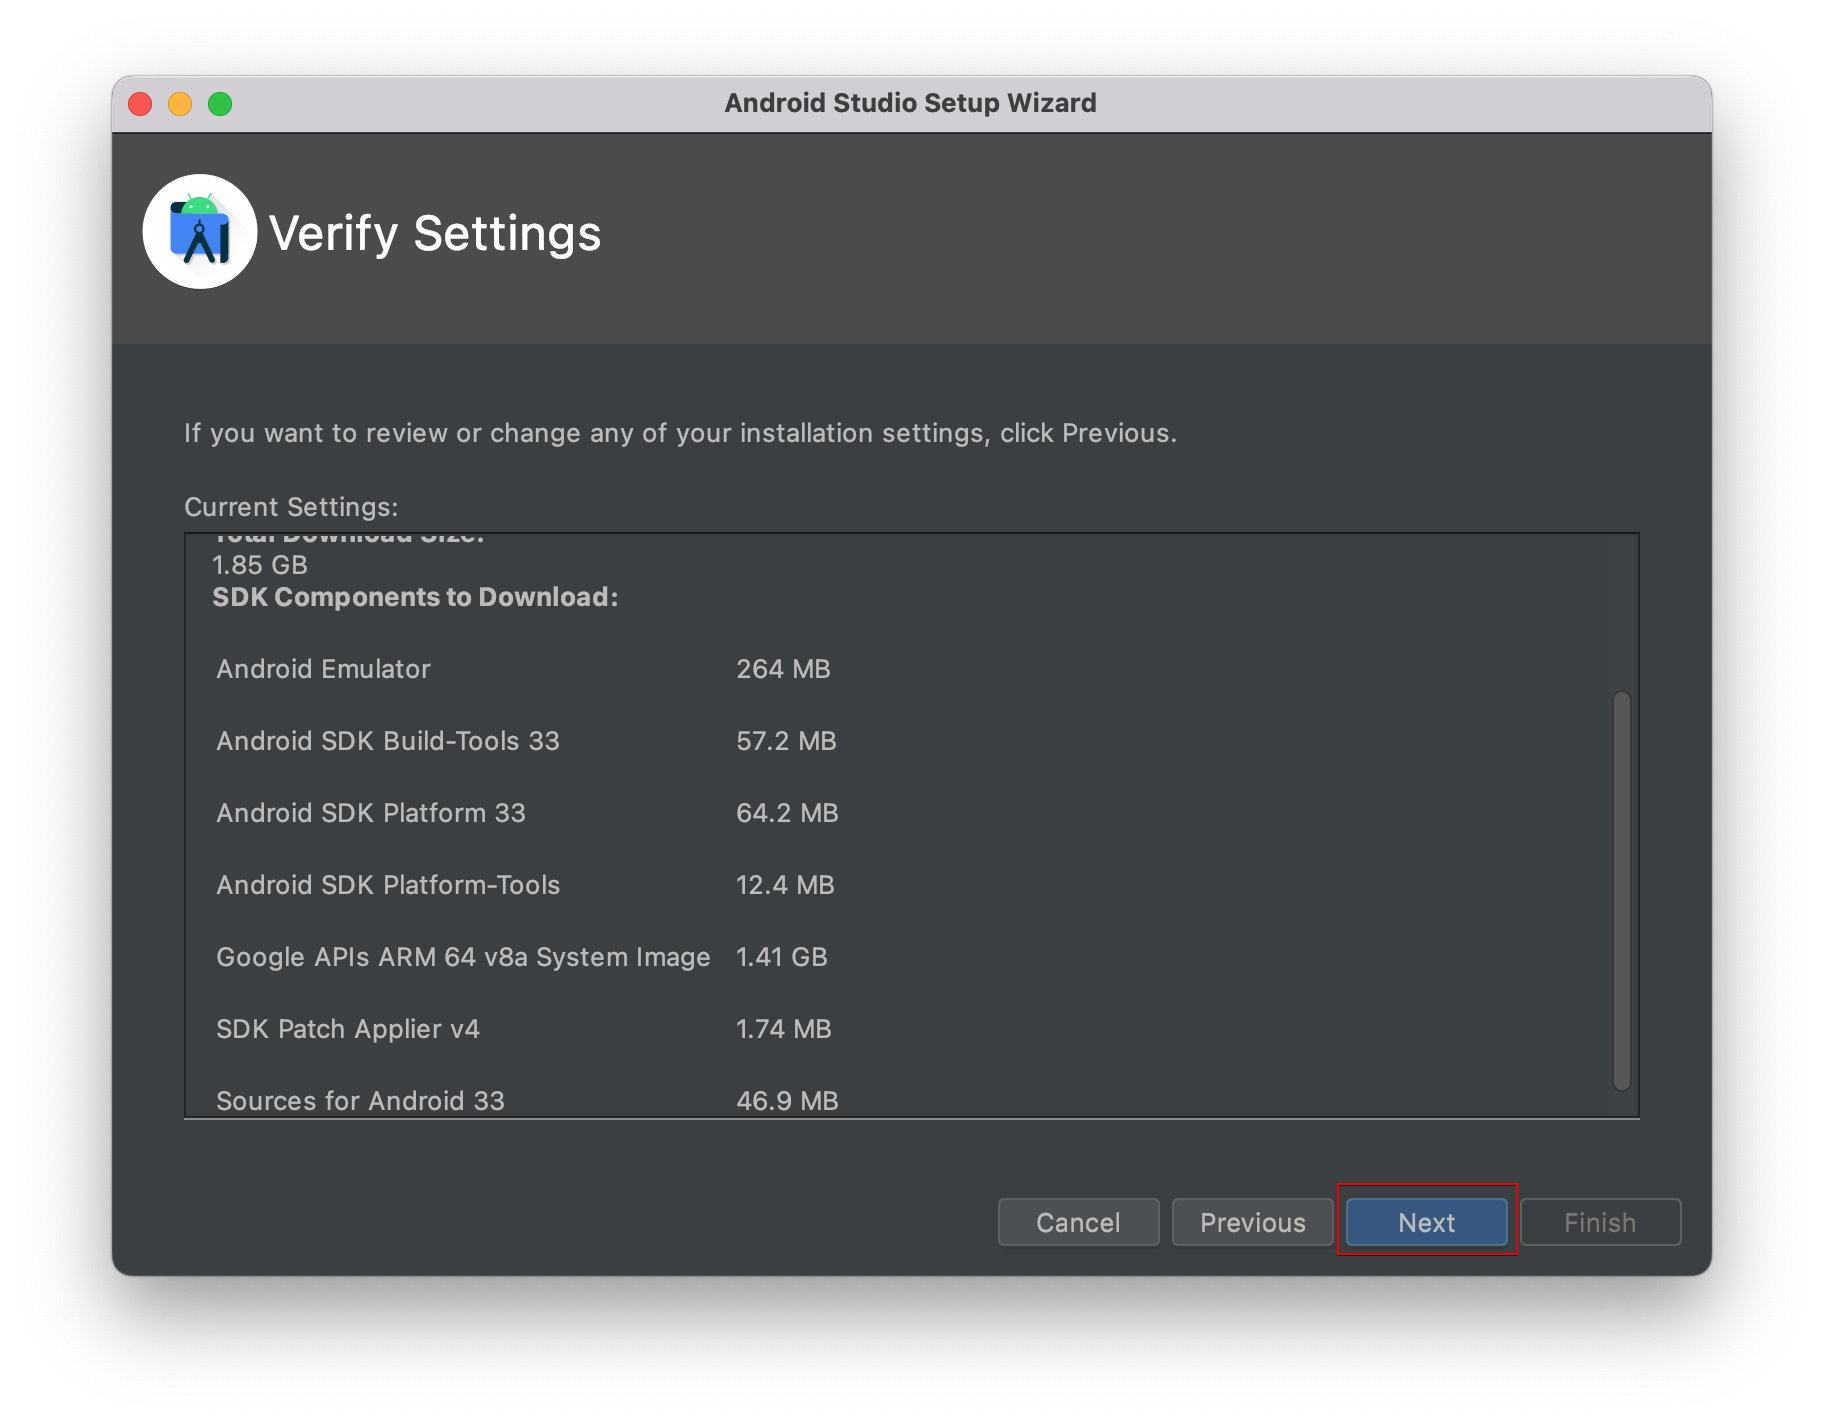 Android Studio Setup Wizard
Verify Settings
If you want to review or change any of your installation settings, click Previous.
Current Settings:
Total Download Size:
1.85 GB
SDK Components to Download:
Android Emulator 264 MB
Android SDK Build-Tools 33 57.2 MB
Android SDK Platform 33 64.2 MB
Android SDK Platform-Tools 12.4 MB
Google APIs ARM 64 v8a System Image 1.41 GB
SDK Patch Applier v4 1.74 MB
Sources for Android 33 46.9 MB
Cancel Previous Next Finish